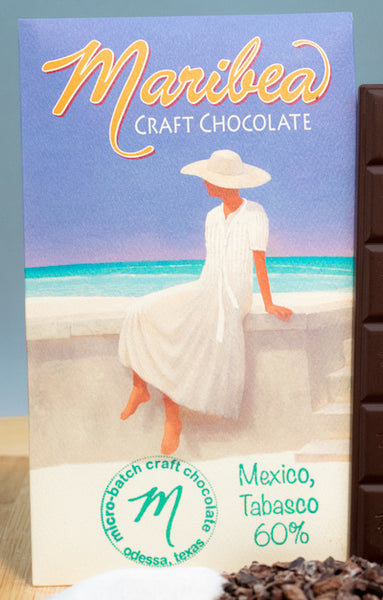 Maribea
CRAFT CHOCOLATE
micro-batch craft chocolate
M
odessa, texas
Mexico,
Tabasco
60%